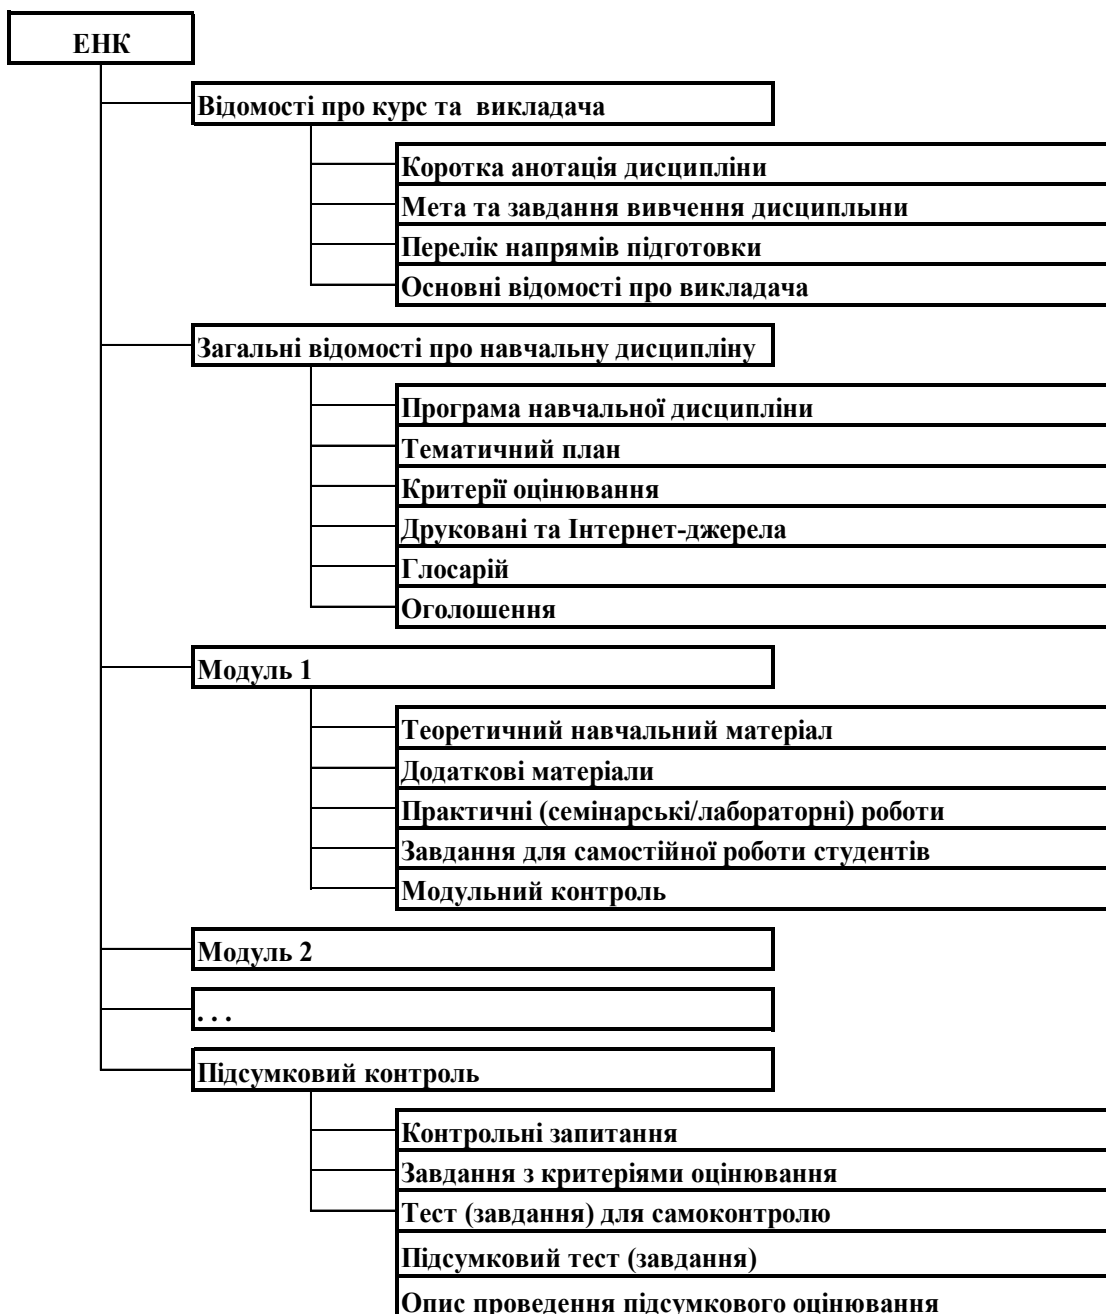 ЕНК
Відомості про курс та викладача
Коротка анотація дисципліни
Мета та завдання вивчення дисциплыни
Перелік напрямів підготовки
Основні відомості про викладача
Загальні відомості про навчальну дисципліну
Програма навчальної дисципліни
Тематичний план
Критерії оцінювання
Друковані та Інтернет-джерела
Глосарій
Оголошення
Модуль 1
Теоретичний навчальний матеріал
Додаткові матеріали
Практичні (семінарські/лабораторні) роботи
Завдання для самостійної роботи студентів
Модульний контроль
Модуль 2
. . .
Підсумковий контроль
Контрольні запитання
Завдання з критеріями оцінювання
Тест (завдання) для самоконтролю
Підсумковий тест (завдання)
Опис проведення підсумкового оцінювання